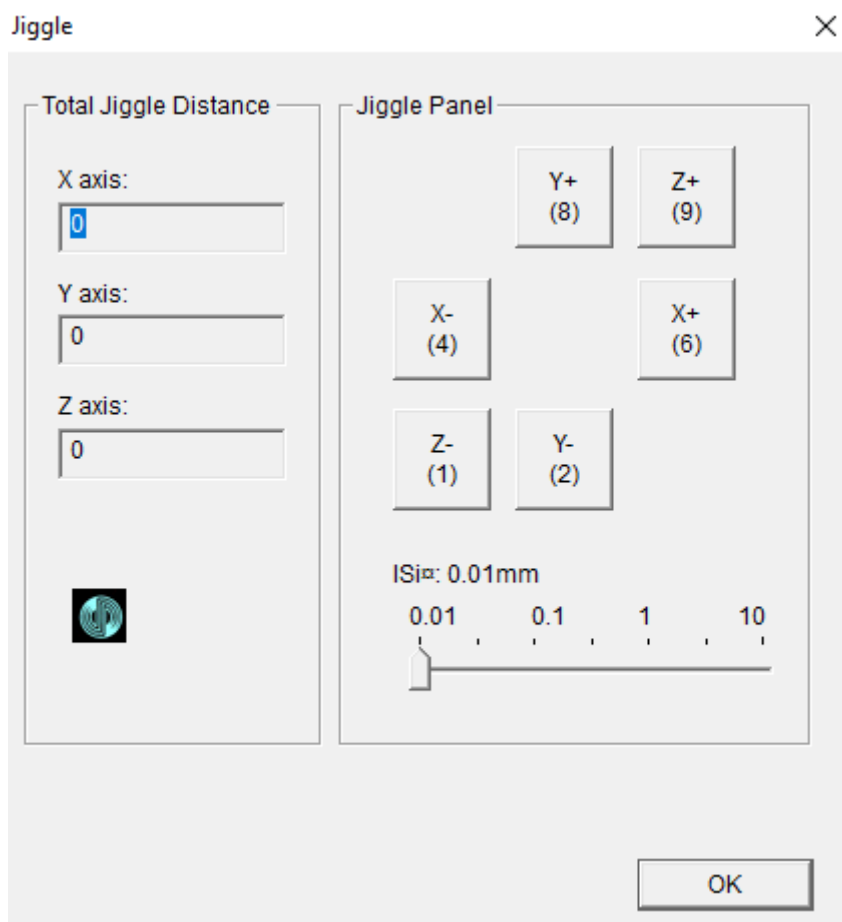 Jiggle
Total Jiggle Distance
X axis:
0
Y axis:
0
Z axis:
0
Jiggle Panel
Y+
(8)
Z+
(9)
X-
(4)
X+
(6)
Z-
(1)
Y-
(2)
ISi¤: 0.01mm
0.01 0.1 1 10
OK